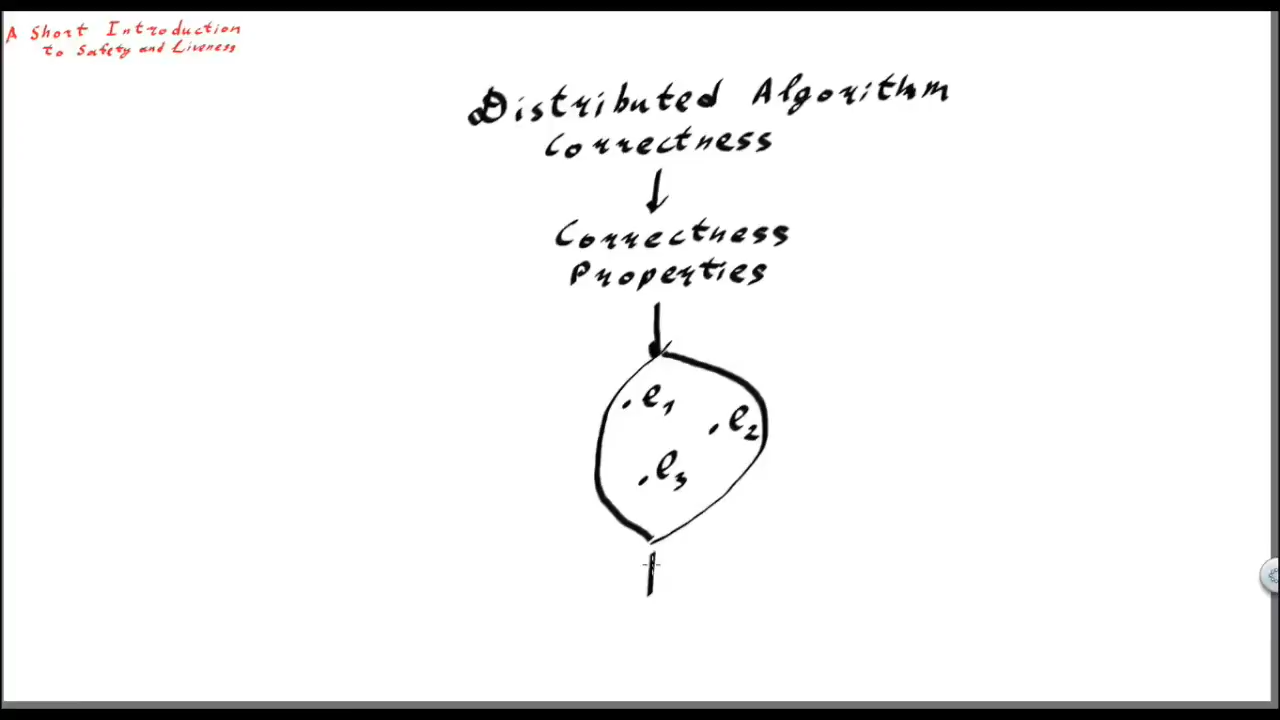 A Short Introduction
to Safety and Liveness
Distributed Algorithm
Correctness
Correctness
Properties
e1
e2
e3